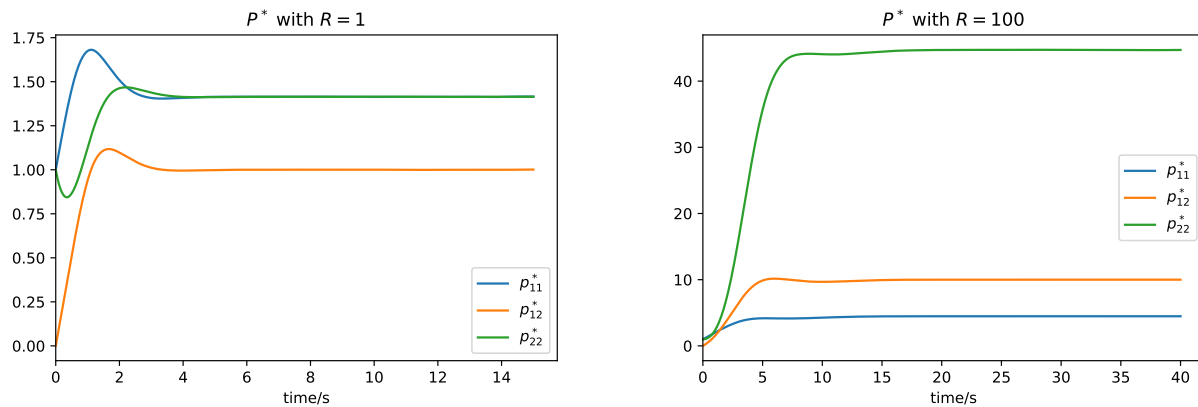 P* with R = 1
1.75
1.50
1.25
1.00
0.75
0.50
0.25
0.00
0 2 4 6 8 10 12 14
time/s
p*11
p*12
p*22
P* with R = 100
40
30
20
10
0
0 5 10 15 20 25 30 35 40
time/s
p*11
p*12
p*22